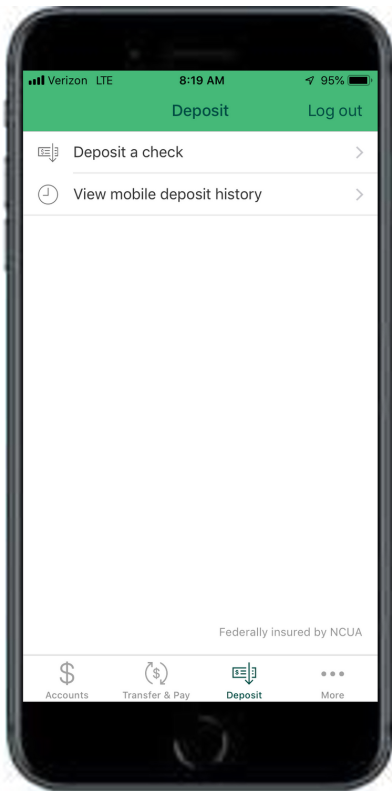 Verizon LTE 8:19 AM 95%
Deposit Log out
Deposit a check
View mobile deposit history
Federally insured by NCUA
$ ($) $
Accounts Transfer & Pay Deposit More